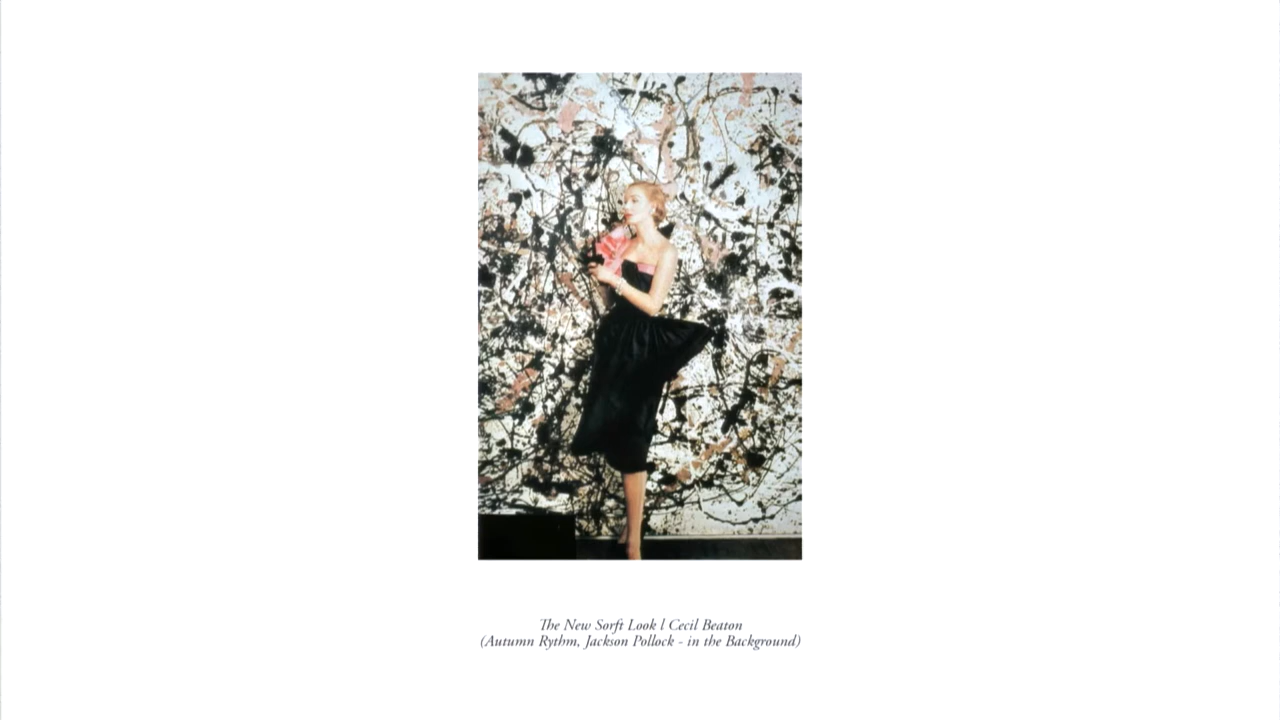 The New Sorft Look l Cecil Beaton
(Autumn Rythm, Jackson Pollock - in the Background)